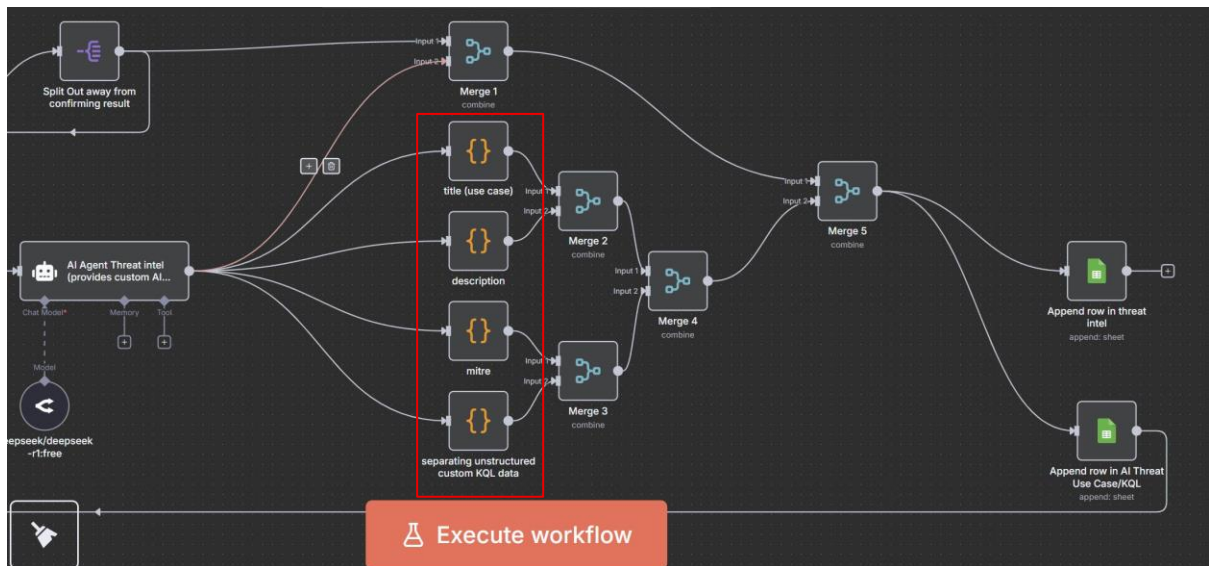 Split Out away from
confirming result
Input 1
Input 2
Merge 1
combine
title (use case)
Input 1
Input 2
Merge 2
combine
description
AI Agent Threat intel
(provides custom AI...
Chat Model*
Memory
Tool
Model
eepseek/deepseek
-r1:free
mitre
Input 1
Input 2
Merge 3
combine
separating unstructured
custom KQL data
Input 1
Input 2
Merge 4
combine
Input 1
Input 2
Merge 5
combine
Append row in threat
intel
append: sheet
Append row in AI Threat
Use Case/KQL
append: sheet
Execute workflow